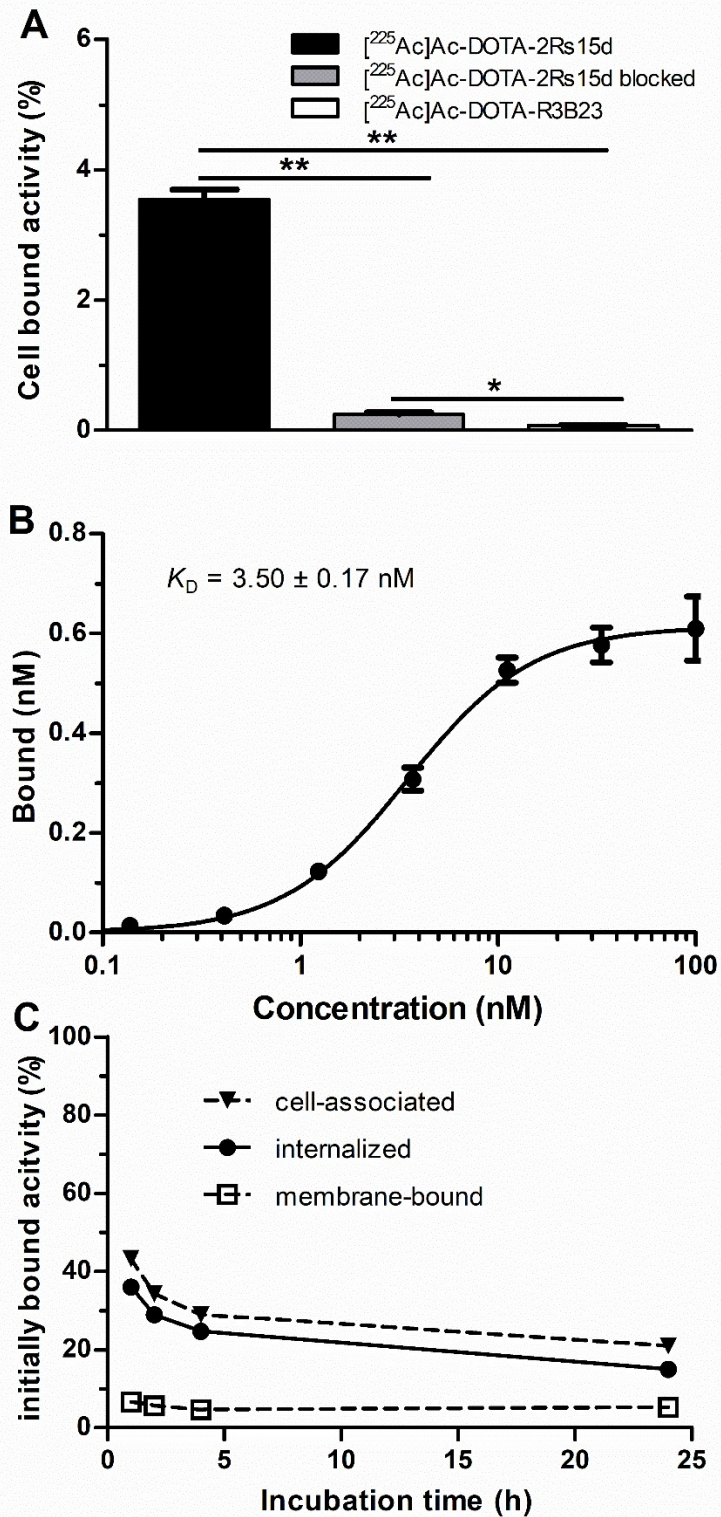 A
Cell bound activity (%)
6
4
2
0
[²²⁵Ac]Ac-DOTA-2Rs15d
[²²⁵Ac]Ac-DOTA-2Rs15d blocked
[²²⁵Ac]Ac-DOTA-R3B23
**
**
*
B
Bound (nM)
0.8
0.6
0.4
0.2
0.0
K_D = 3.50 ± 0.17 nM
0.1 1 10 100
Concentration (nM)
C
initially bound acitvity (%)
100
80
60
40
20
0
cell-associated
internalized
membrane-bound
0 5 10 15 20 25
Incubation time (h)